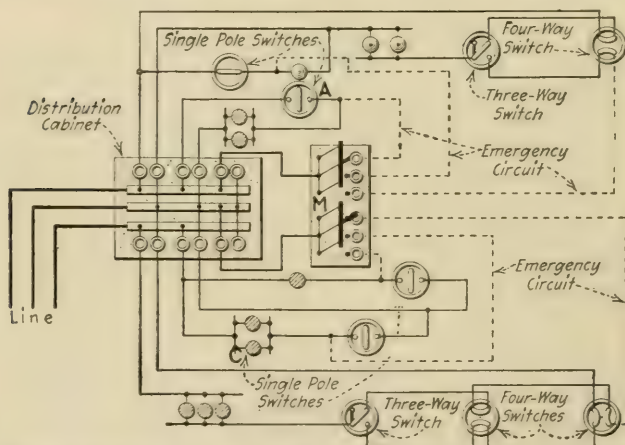 Single Pole Switches
Four-Way
Switch
A
Three-Way
Switch
Distribution
Cabinet
Emergency
Circuit
M
Emergency
Circuit
Line
C
Single Pole
Switches
Three-Way
Switch
Four-Way
Switches